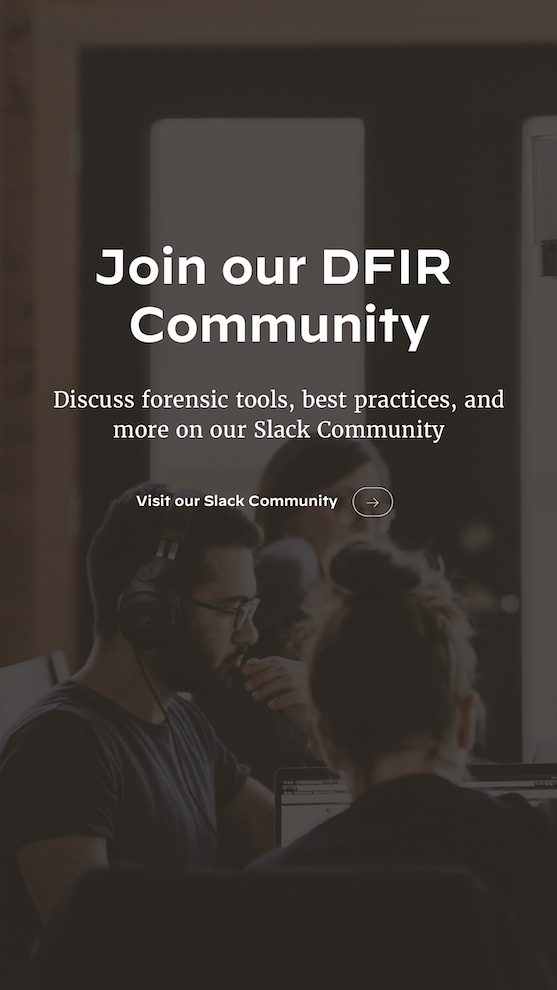 Join our DFIR
Community
Discuss forensic tools, best practices, and
more on our Slack Community
Visit our Slack Community →